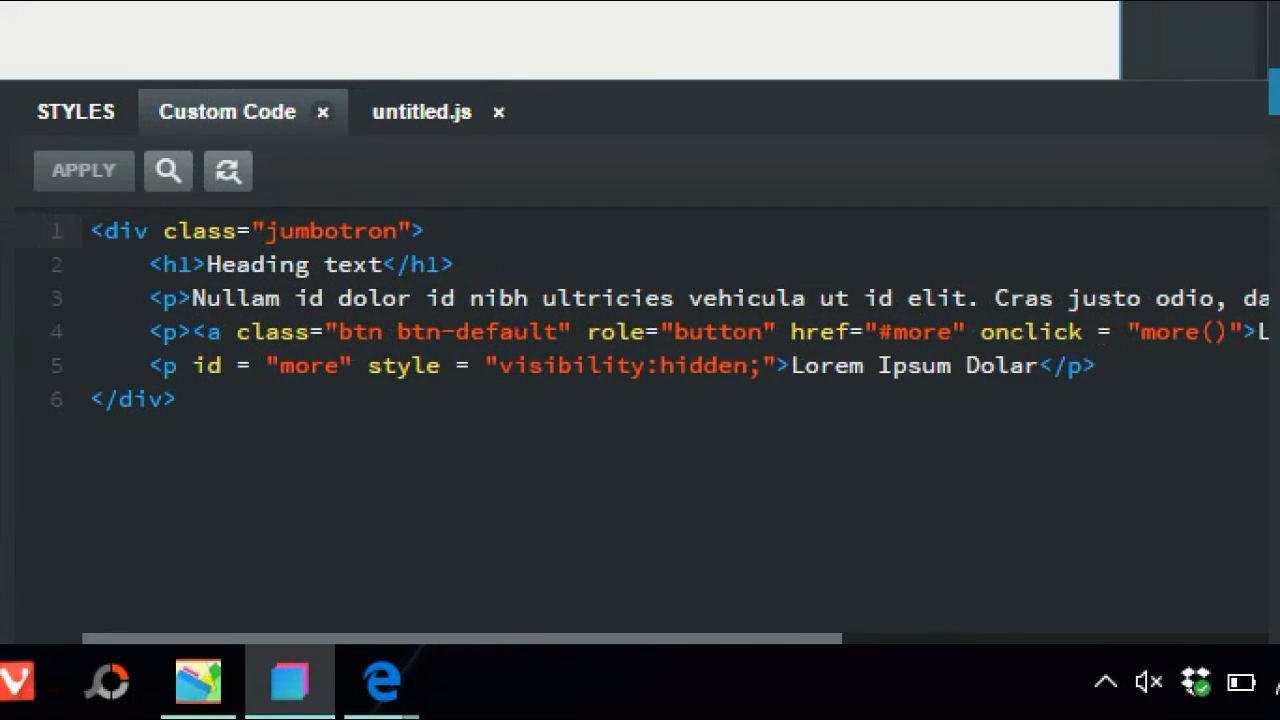 STYLES Custom Code × untitled.js ×
APPLY
1 <div class="jumbotron">
2 <h1>Heading text</h1>
3 <p>Nullam id dolor id nibh ultricies vehicula ut id elit. Cras justo odio, da
4 <p><a class="btn btn-default" role="button" href="#more" onclick = "more()">L
5 <p id = "more" style = "visibility:hidden;">Lorem Ipsum Dolar</p>
6 </div>